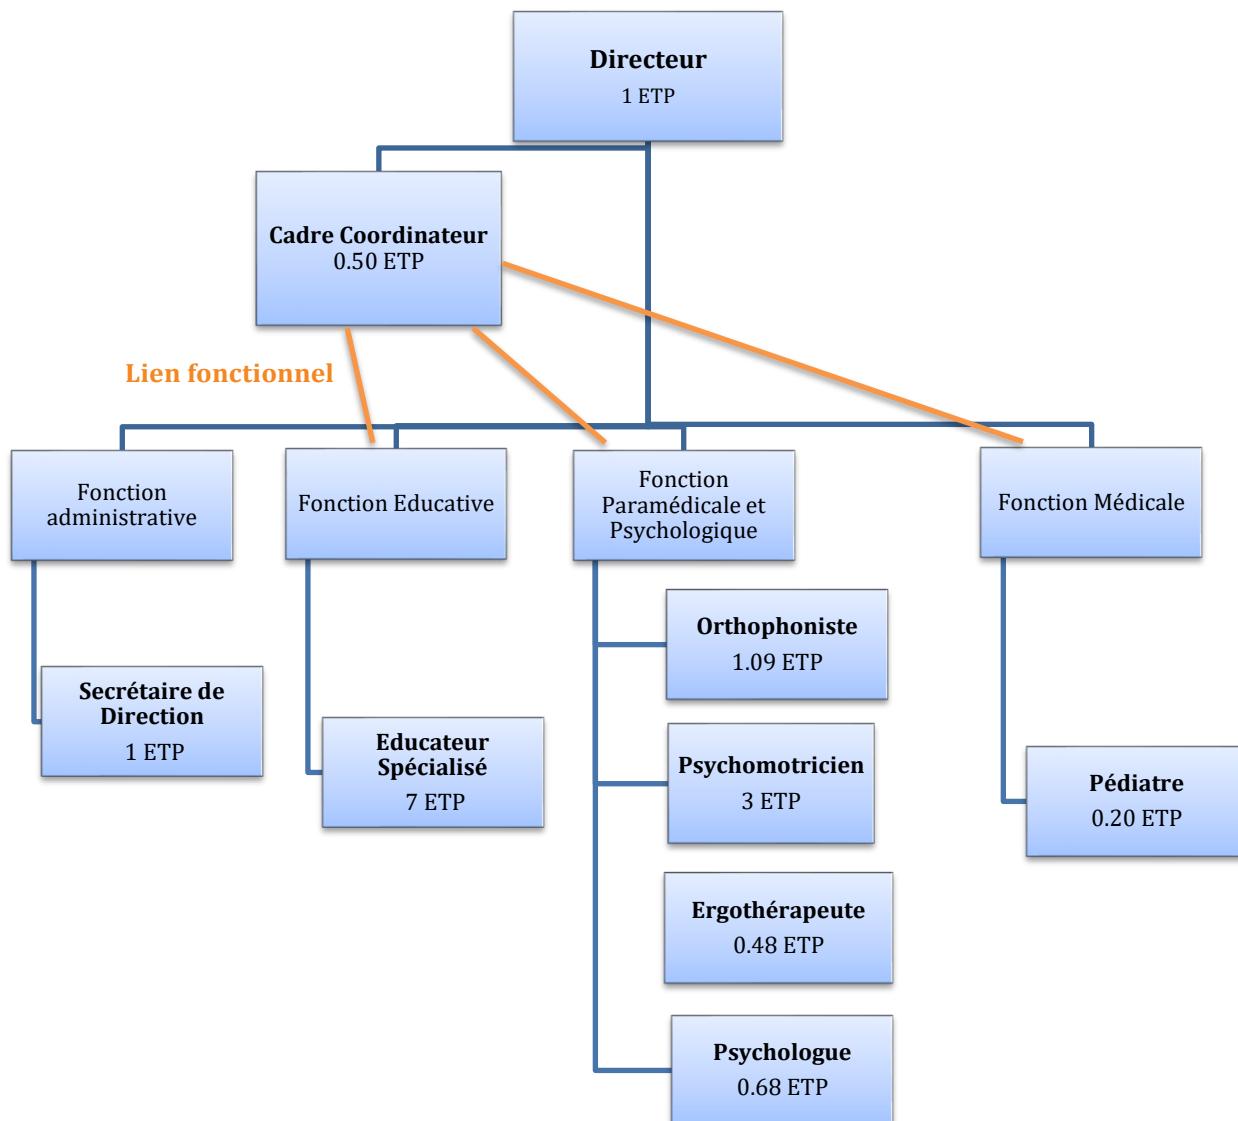 Directeur
1 ETP
Cadre Coordinateur
0.50 ETP
Lien fonctionnel
Fonction
administrative
Fonction Educative
Fonction
Paramédicale et
Psychologique
Fonction Médicale
Secrétaire de
Direction
1 ETP
Educateur
Spécialisé
7 ETP
Orthophoniste
1.09 ETP
Psychomotricien
3 ETP
Ergothérapeute
0.48 ETP
Psychologue
0.68 ETP
Pédiatre
0.20 ETP